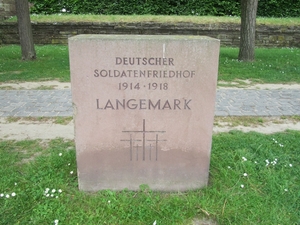 DEUTSCHER
SOLDATENFRIEDHOF
1914 - 1918
LANGEMARK